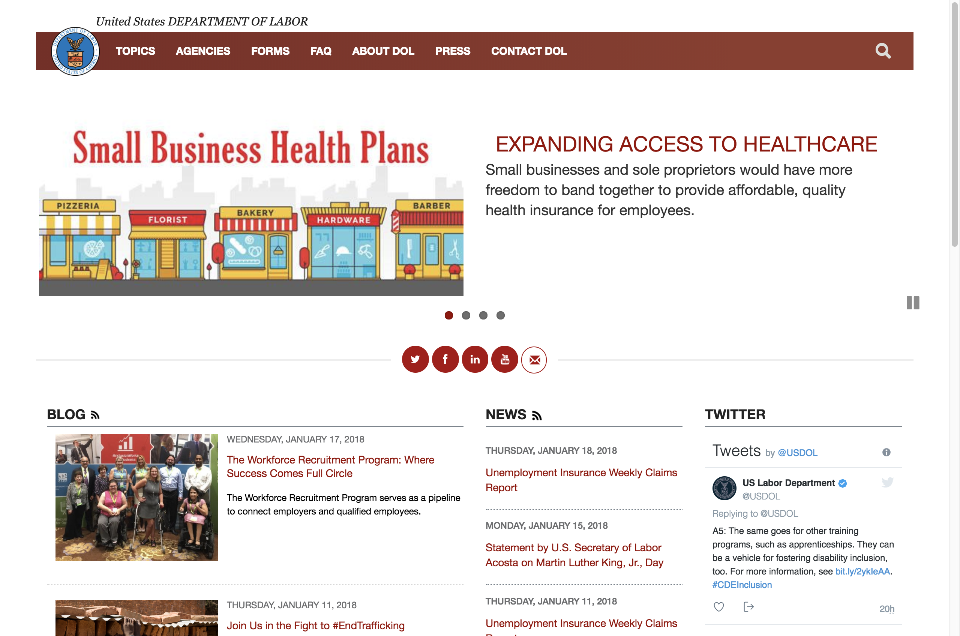 United States DEPARTMENT OF LABOR
TOPICS AGENCIES FORMS FAQ ABOUT DOL PRESS CONTACT DOL
Small Business Health Plans
PIZZERIA
FLORIST
BAKERY
HARDWARE
BARBER
EXPANDING ACCESS TO HEALTHCARE
Small businesses and sole proprietors would have more
freedom to band together to provide affordable, quality
health insurance for employees.
BLOG
WEDNESDAY, JANUARY 17, 2018
The Workforce Recruitment Program: Where
Success Comes Full Circle
The Workforce Recruitment Program serves as a pipeline
to connect employers and qualified employees.
THURSDAY, JANUARY 11, 2018
Join Us in the Fight to #EndTrafficking
NEWS
THURSDAY, JANUARY 18, 2018
Unemployment Insurance Weekly Claims
Report
MONDAY, JANUARY 15, 2018
Statement by U.S. Secretary of Labor
Acosta on Martin Luther King, Jr., Day
THURSDAY, JANUARY 11, 2018
Unemployment Insurance Weekly Claims
TWITTER
Tweets by @USDOL
US Labor Department
@USDOL
Replying to @USDOL
A5: The same goes for other training
programs, such as apprenticeships. They can
be a vehicle for fostering disability inclusion,
too. For more information, see bit.ly/2ykIeAA.
#CDEInclusion
20h